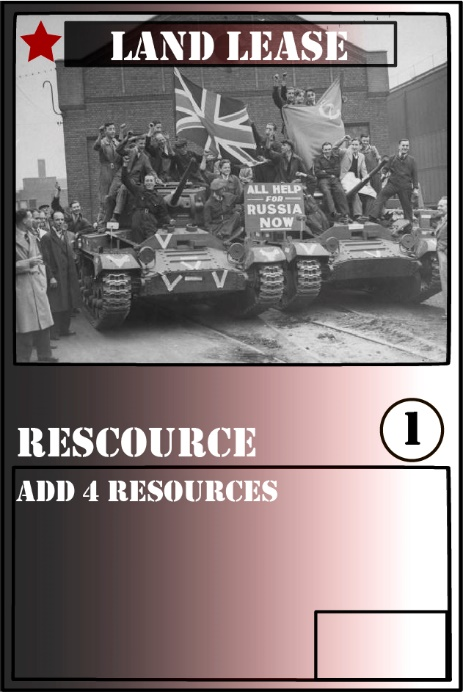 LAND LEASE
ALL HELP
FOR
RUSSIA
NOW
RESCOURCE
1
ADD 4 RESOURCES